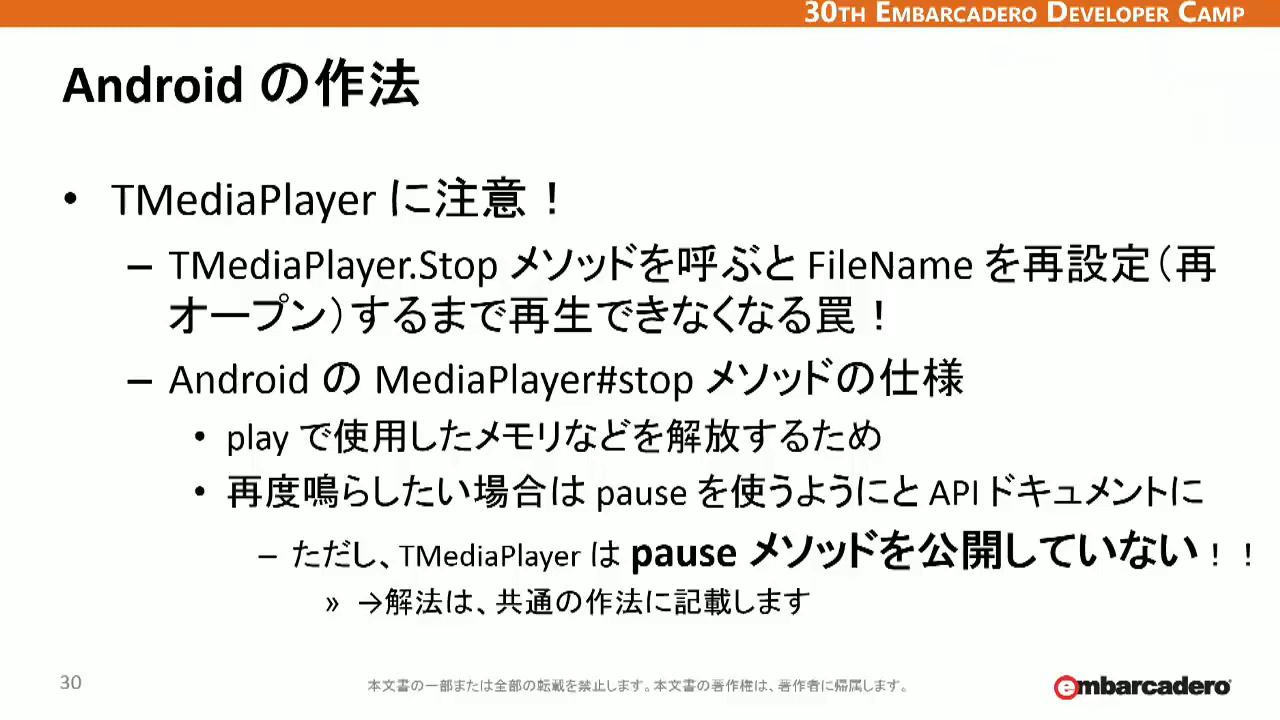 30TH EMBARCADERO DEVELOPER CAMP
Android の作法
• TMediaPlayer に注意！
– TMediaPlayer.Stop メソッドを呼ぶと FileName を再設定（再
オープン）するまで再生できなくなる罠！
– Android の MediaPlayer#stop メソッドの仕様
• play で使用したメモリなどを解放するため
• 再度鳴らしたい場合は pause を使うようにと API ドキュメントに
– ただし、TMediaPlayer は pause メソッドを公開していない！！
» →解法は、共通の作法に記載します
30
本文書の一部または全部の転載を禁止します。本文書の著作権は、著作者に帰属します。
embarcadero